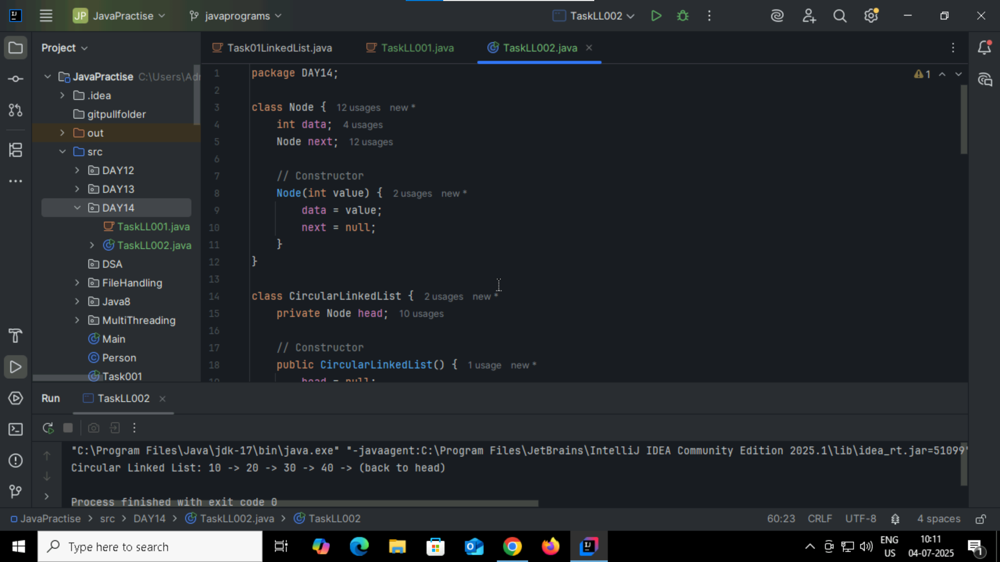 JP JavaPractise
javaprograms
TaskLL002
Project
Task01LinkedList.java
TaskLL001.java
TaskLL002.java
JavaPractise C:\Users\Ad
.idea
gitpullfolder
out
src
DAY12
DAY13
DAY14
TaskLL001.java
TaskLL002.java
DSA
FileHandling
Java8
MultiThreading
Main
Person
Task001
1 package DAY14;
2
3 class Node { 12 usages new *
4 int data; 4 usages
5 Node next; 12 usages
6
7 // Constructor
8 Node(int value) { 2 usages new *
9 data = value;
10 next = null;
11 }
12 }
13
14 class CircularLinkedList { 2 usages new *
15 private Node head; 10 usages
16
17 // Constructor
18 public CircularLinkedList() { 1 usage new *
19 head = null;
1
Run
TaskLL002
"C:\Program Files\Java\jdk-17\bin\java.exe" "-javaagent:C:\Program Files\JetBrains\IntelliJ IDEA Community Edition 2025.1\lib\idea_rt.jar=51099"
Circular Linked List: 10 -> 20 -> 30 -> 40 -> (back to head)
Process finished with exit code 0
JavaPractise > src > DAY14 > TaskLL002.java > TaskLL002
60:23 CRLF UTF-8 4 spaces
Type here to search
ENG
US
10:11
04-07-2025
1